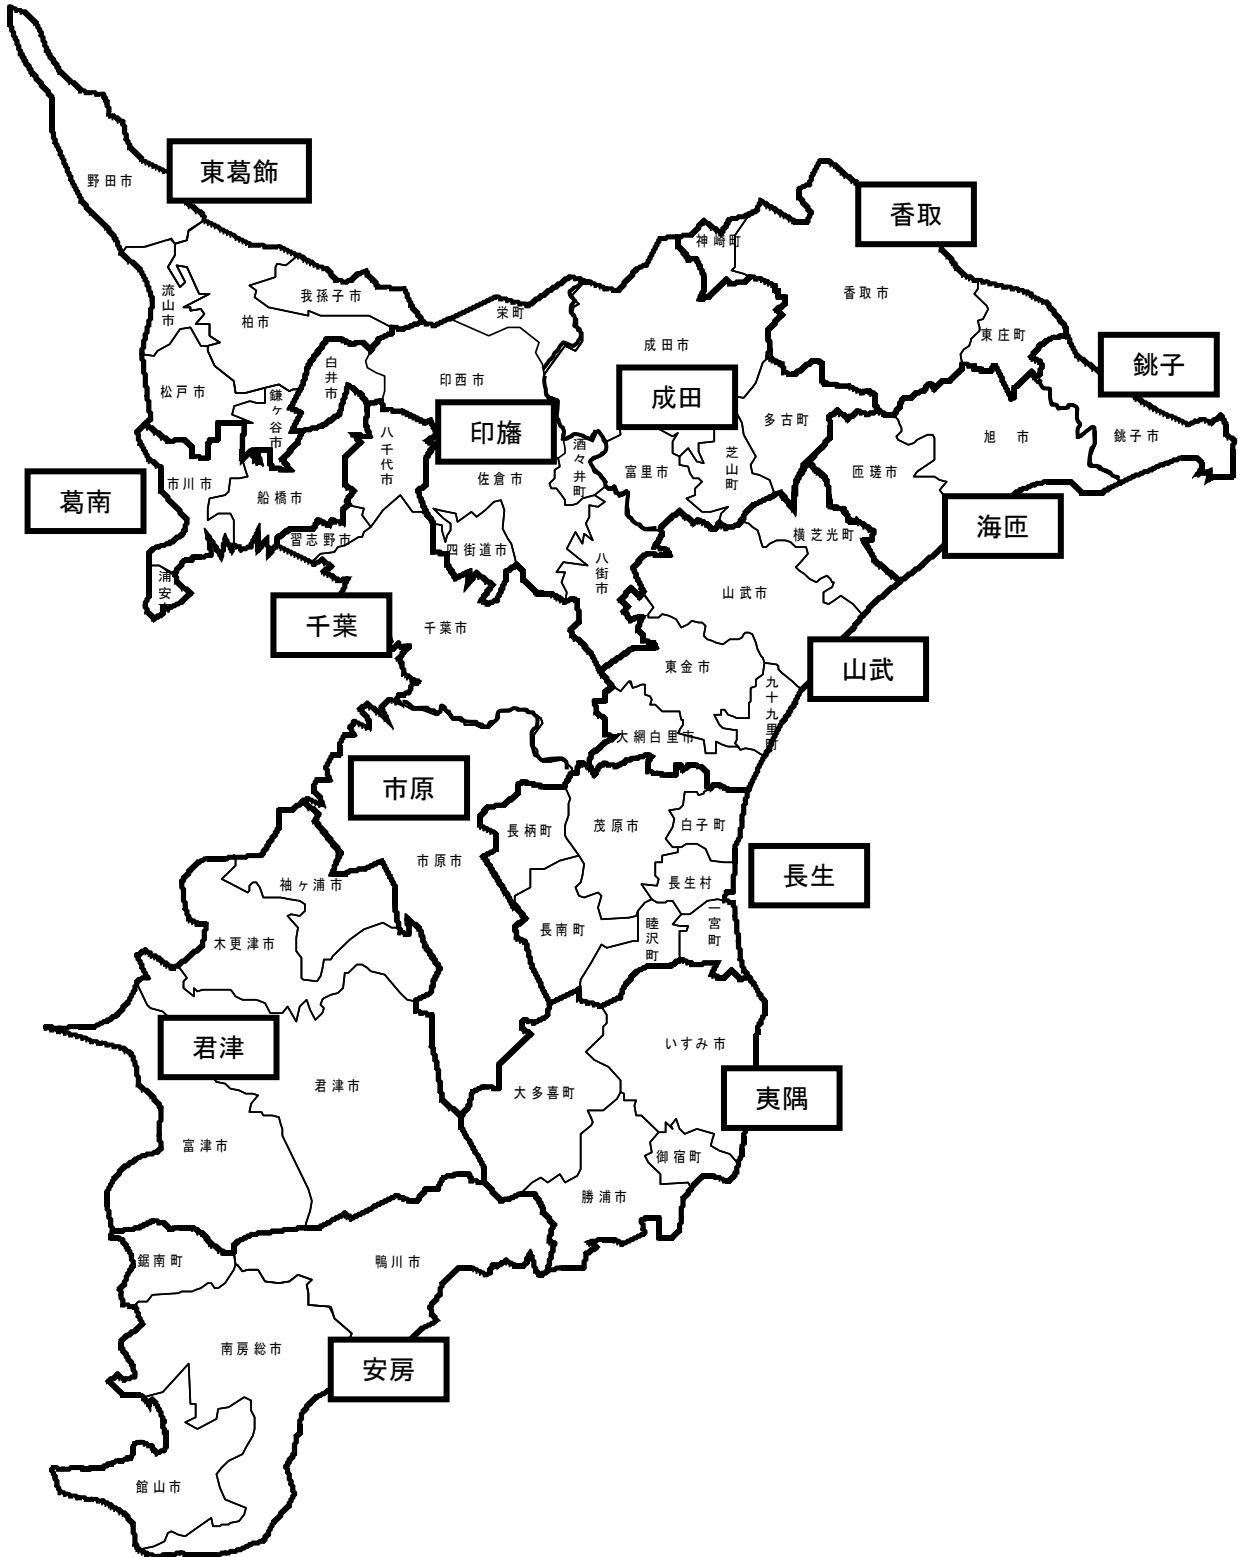 東葛飾
野田市
香取
神崎町
流山市
我孫子市
香取市
柏市
栄町
東庄町
成田市
銚子
白井市
印西市
松戸市
成田
鎌ケ谷市
多古町
印旛
八千代市
旭市
銚子市
酒々井町
芝山町
葛南
市川市
船橋市
佐倉市
富里市
匝瑳市
海匝
習志野市
四街道市
横芝光町
八街市
浦安
山武市
千葉
千葉市
山武
東金市
九十九里町
大網白里市
市原
長柄町
茂原市
白子町
市原市
長生
袖ヶ浦市
長生村
木更津市
長南町
睦沢町
一宮町
君津
いすみ市
君津市
大多喜町
夷隅
富津市
御宿町
勝浦市
鋸南町
鴨川市
南房総市
安房
館山市